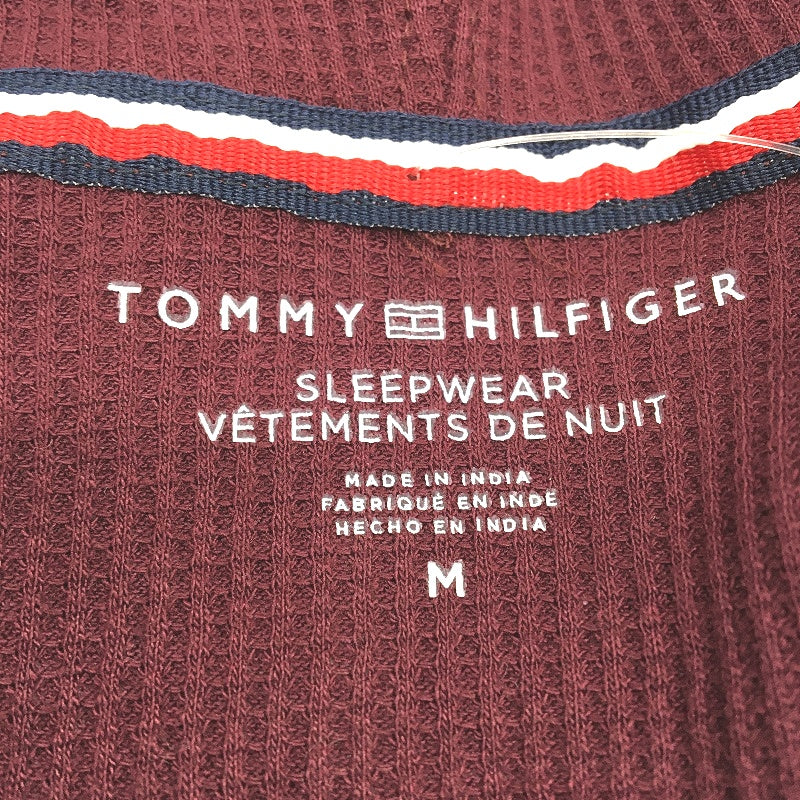 TOMMY HILFIGER
SLEEPWEAR
VÊTEMENTS DE NUIT
MADE IN INDIA
FABRIQUÉ EN INDE
HECHO EN INDIA
M